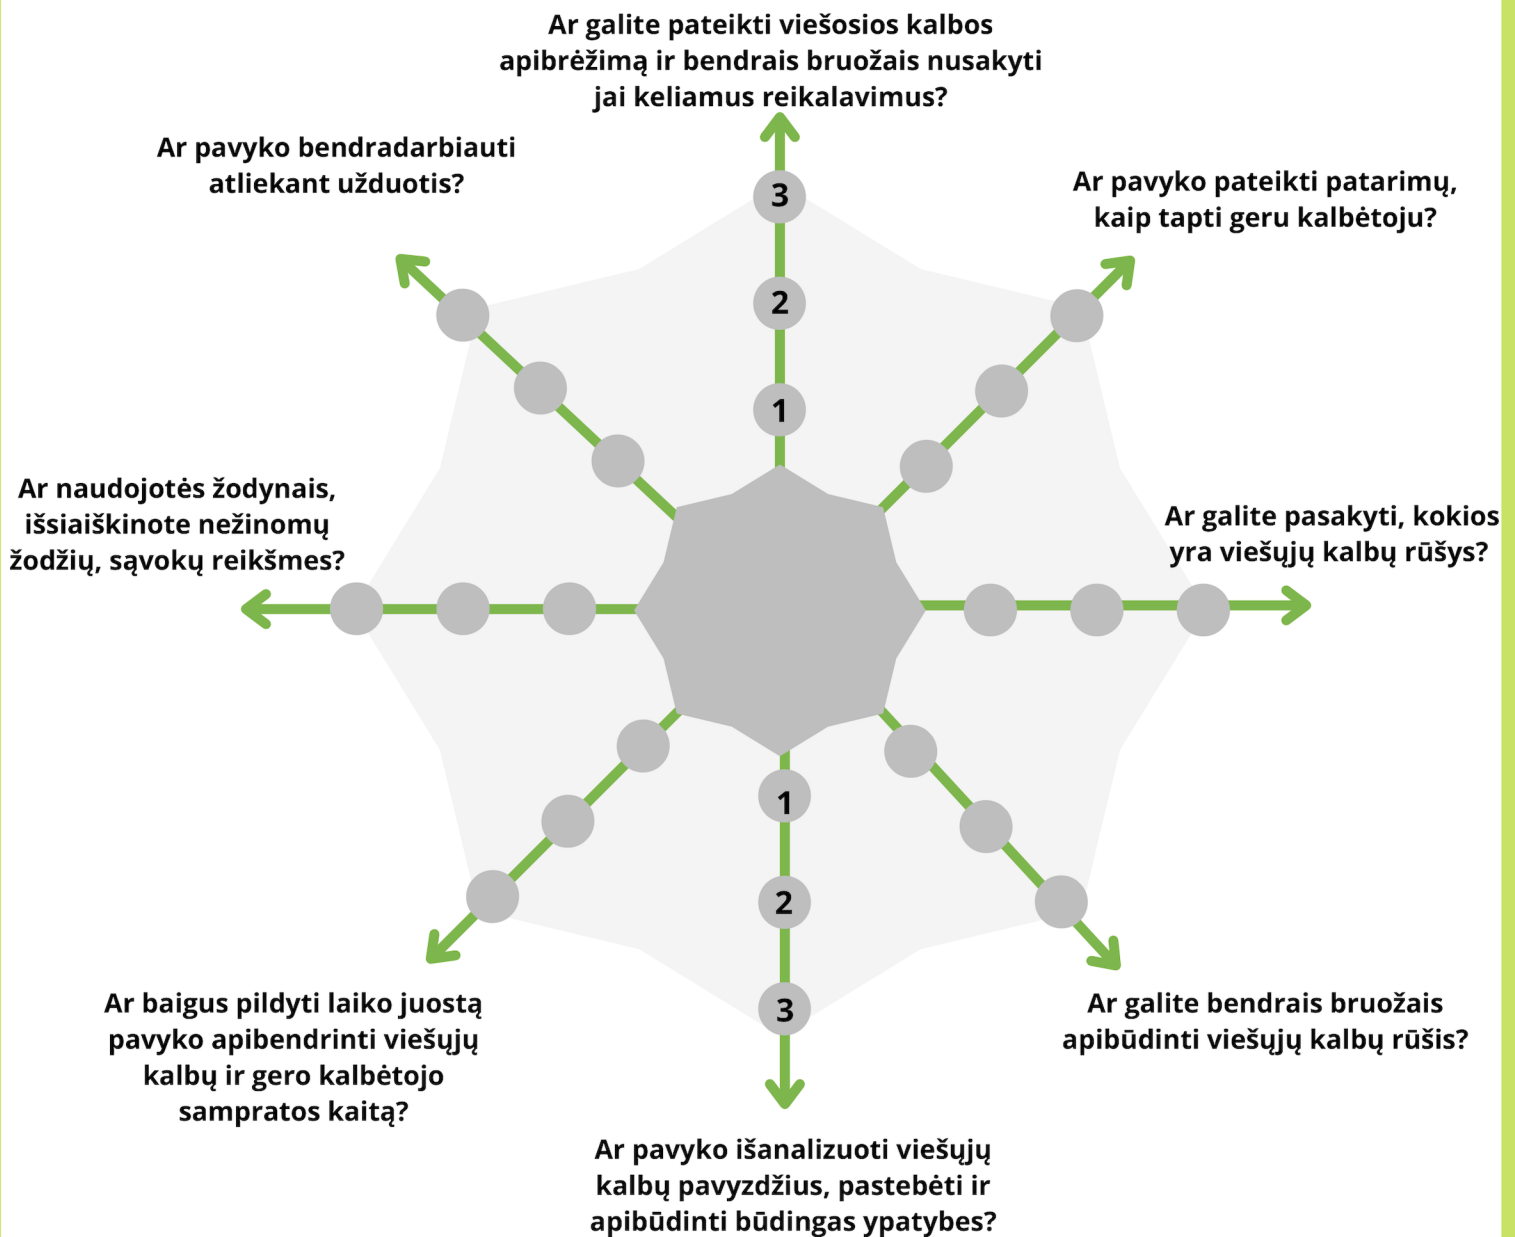 Ar galite pateikti viešosios kalbos
apibrėžimą ir bendrais bruožais nusakyti
jai keliamus reikalavimus?
Ar pavyko bendradarbiauti
atliekant užduotis?
Ar pavyko pateikti patarimų,
kaip tapti geru kalbėtoju?
3
2
1
Ar naudojotės žodynais,
išsiaiškinote nežinomų
žodžių, sąvokų reikšmes?
Ar galite pasakyti, kokios
yra viešųjų kalbų rūšys?
1
2
3
Ar baigus pildyti laiko juostą
pavyko apibendrinti viešųjų
kalbų ir gero kalbėtojo
sampratos kaitą?
Ar galite bendrais bruožais
apibūdinti viešųjų kalbų rūšis?
Ar pavyko išanalizuoti viešųjų
kalbų pavyzdžius, pastebėti ir
apibūdinti būdingas ypatybes?